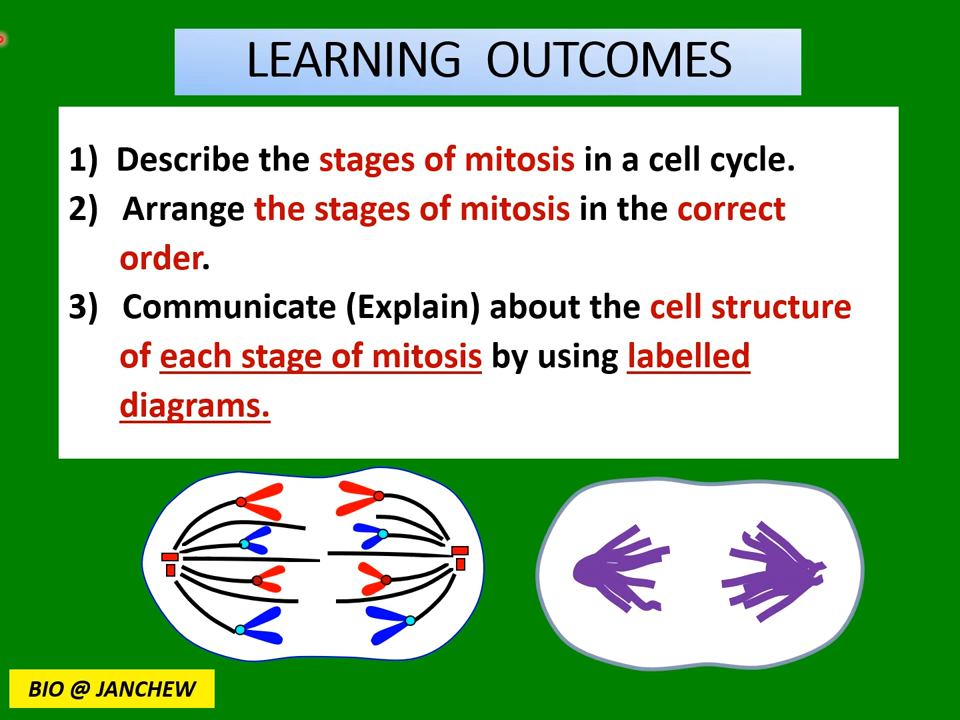 LEARNING OUTCOMES
1) Describe the stages of mitosis in a cell cycle.
2) Arrange the stages of mitosis in the correct
order.
3) Communicate (Explain) about the cell structure
of each stage of mitosis by using labelled
diagrams.
BIO @ JANCHEW